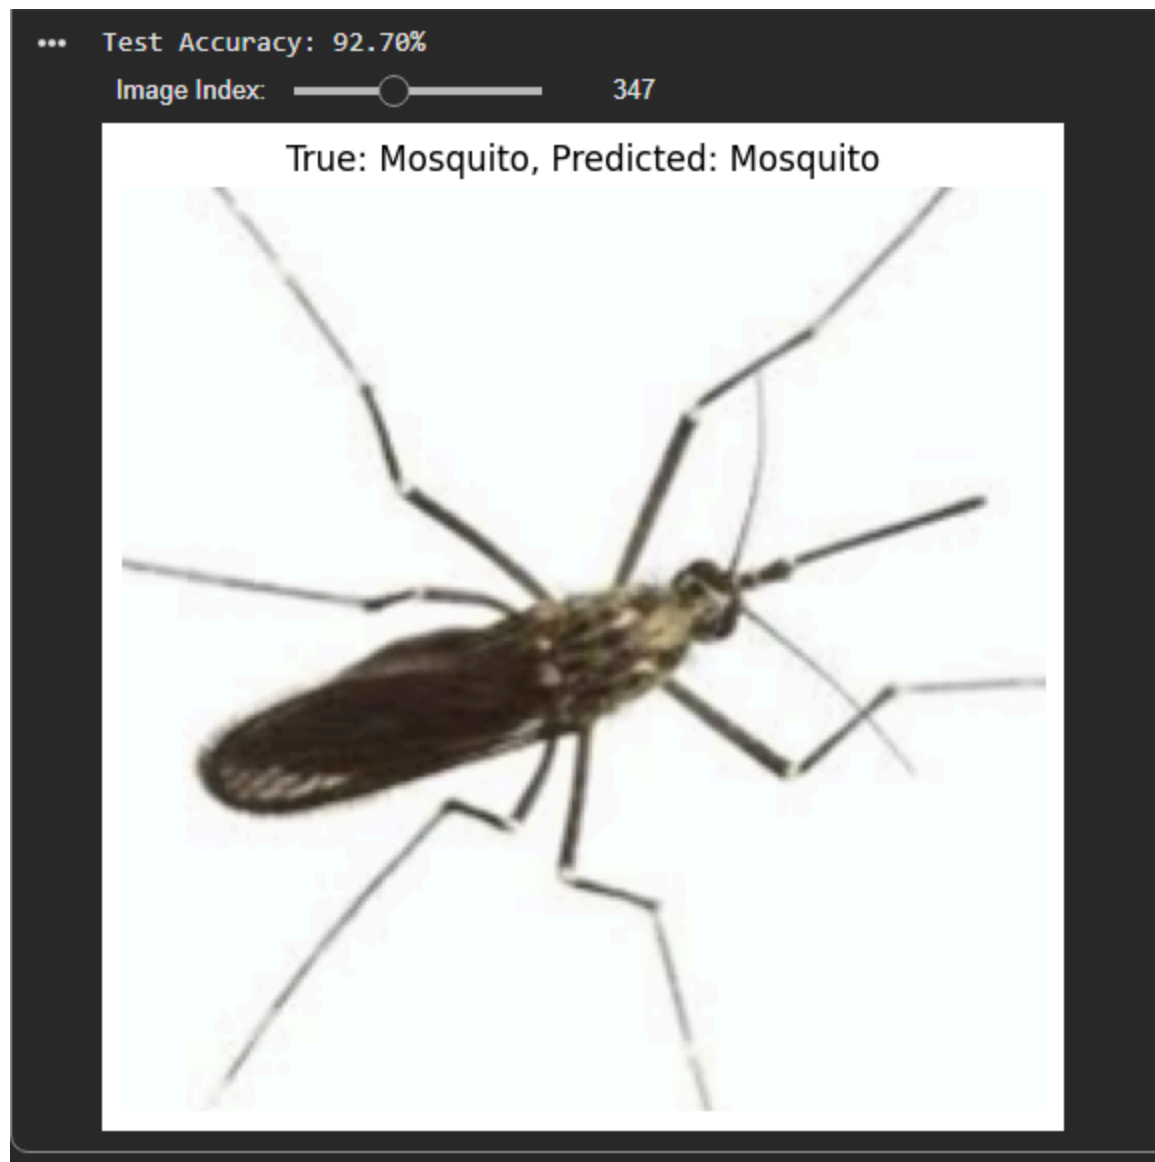 Test Accuracy: 92.70%
Image Index: 347
True: Mosquito, Predicted: Mosquito